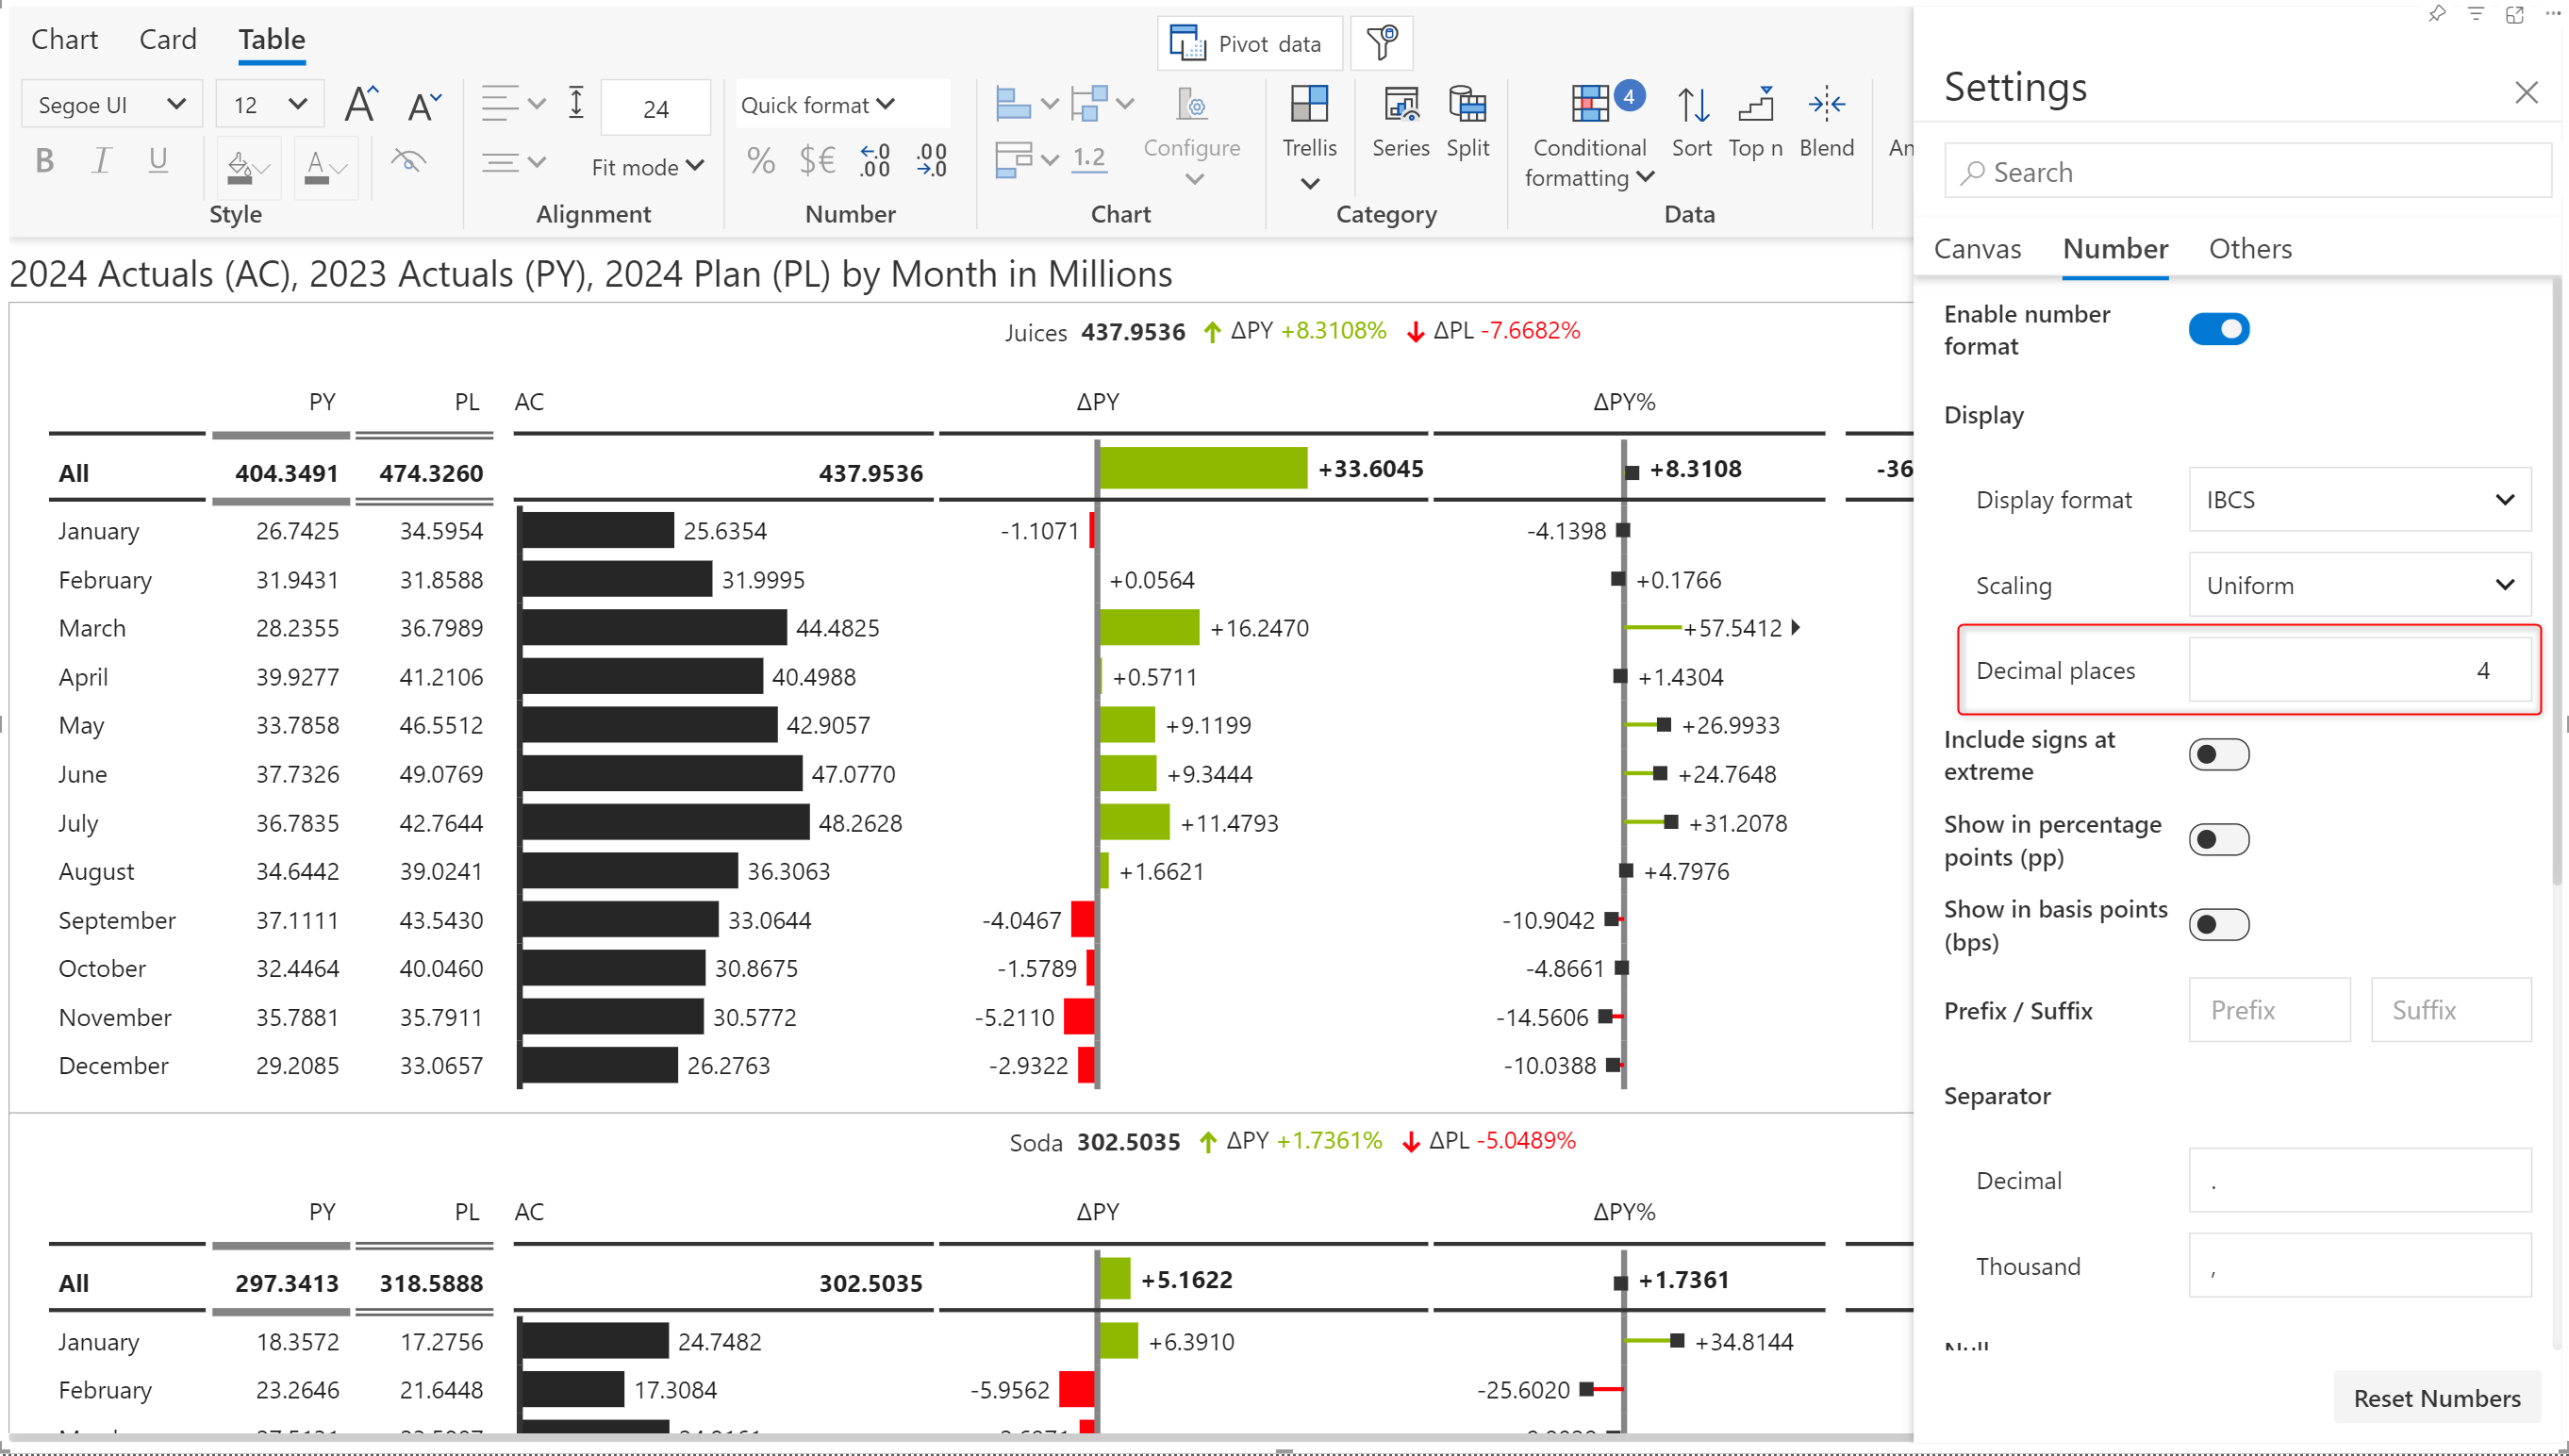 Chart Card Table
Pivot data
Segoe UI 12 24 Quick format
Fit mode
B I U A % $€ 1.2
Configure Trellis Series Split Conditional formatting 4 Sort Top n Blend An
Style Alignment Number Chart Category Data
2024 Actuals (AC), 2023 Actuals (PY), 2024 Plan (PL) by Month in Millions
Juices 437.9536 ΔPY +8.3108% ΔPL -7.6682%
PY PL AC ΔPY ΔPY%
All 404.3491 474.3260 437.9536 +33.6045 +8.3108 -36
January 26.7425 34.5954 25.6354 -1.1071 -4.1398
February 31.9431 31.8588 31.9995 +0.0564 +0.1766
March 28.2355 36.7989 44.4825 +16.2470 +57.5412
April 39.9277 41.2106 40.4988 +0.5711 +1.4304
May 33.7858 46.5512 42.9057 +9.1199 +26.9933
June 37.7326 49.0769 47.0770 +9.3444 +24.7648
July 36.7835 42.7644 48.2628 +11.4793 +31.2078
August 34.6442 39.0241 36.3063 +1.6621 +4.7976
September 37.1111 43.5430 33.0644 -4.0467 -10.9042
October 32.4464 40.0460 30.8675 -1.5789 -4.8661
November 35.7881 35.7911 30.5772 -5.2110 -14.5606
December 29.2085 33.0657 26.2763 -2.9322 -10.0388
Soda 302.5035 ΔPY +1.7361% ΔPL -5.0489%
PY PL AC ΔPY ΔPY%
All 297.3413 318.5888 302.5035 +5.1622 +1.7361
January 18.3572 17.2756 24.7482 +6.3910 +34.8144
February 23.2646 21.6448 17.3084 -5.9562 -25.6020
Settings
Search
Canvas Number Others
Enable number
format
Display
Display format IBCS
Scaling Uniform
Decimal places 4
Include signs at
extreme
Show in percentage
points (pp)
Show in basis points
(bps)
Prefix / Suffix Prefix Suffix
Separator
Decimal .
Thousand ,
Reset Numbers